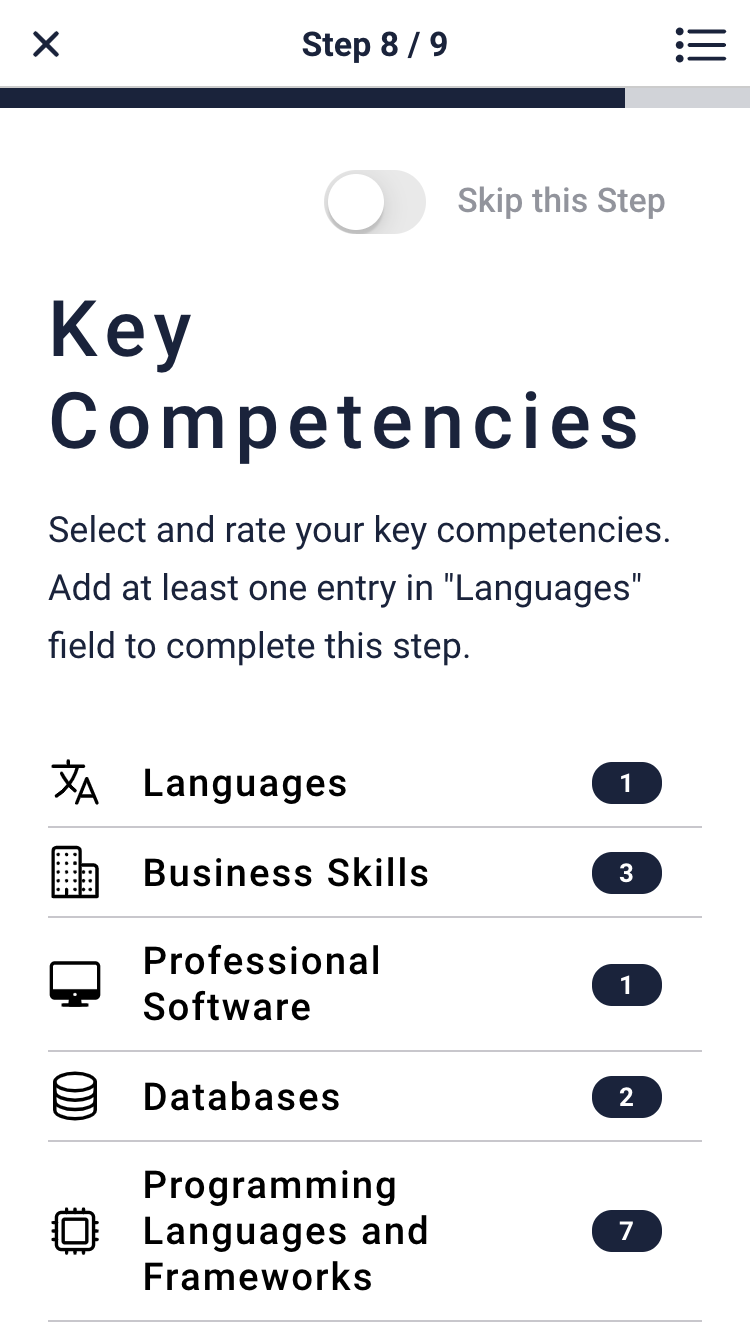 Step 8 / 9
Skip this Step
Key
Competencies
Select and rate your key competencies.
Add at least one entry in "Languages"
field to complete this step.
Languages
1
Business Skills
3
Professional
Software
1
Databases
2
Programming
Languages and
Frameworks
7